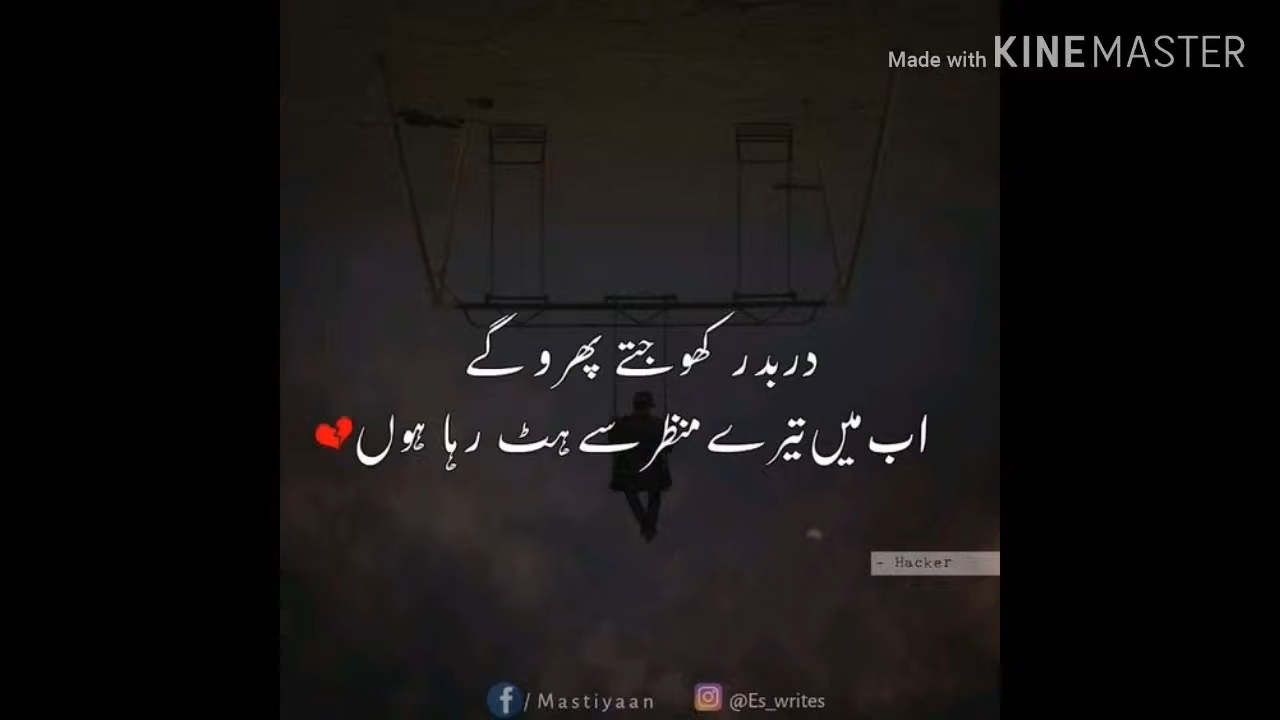 Made with KINEMASTER
دربدر کھوجتے پھرو گے
اب میں تیرے منظر سے ہٹ رہا ہوں💔
- Hacker
/Mastiyaan
@Es_writes